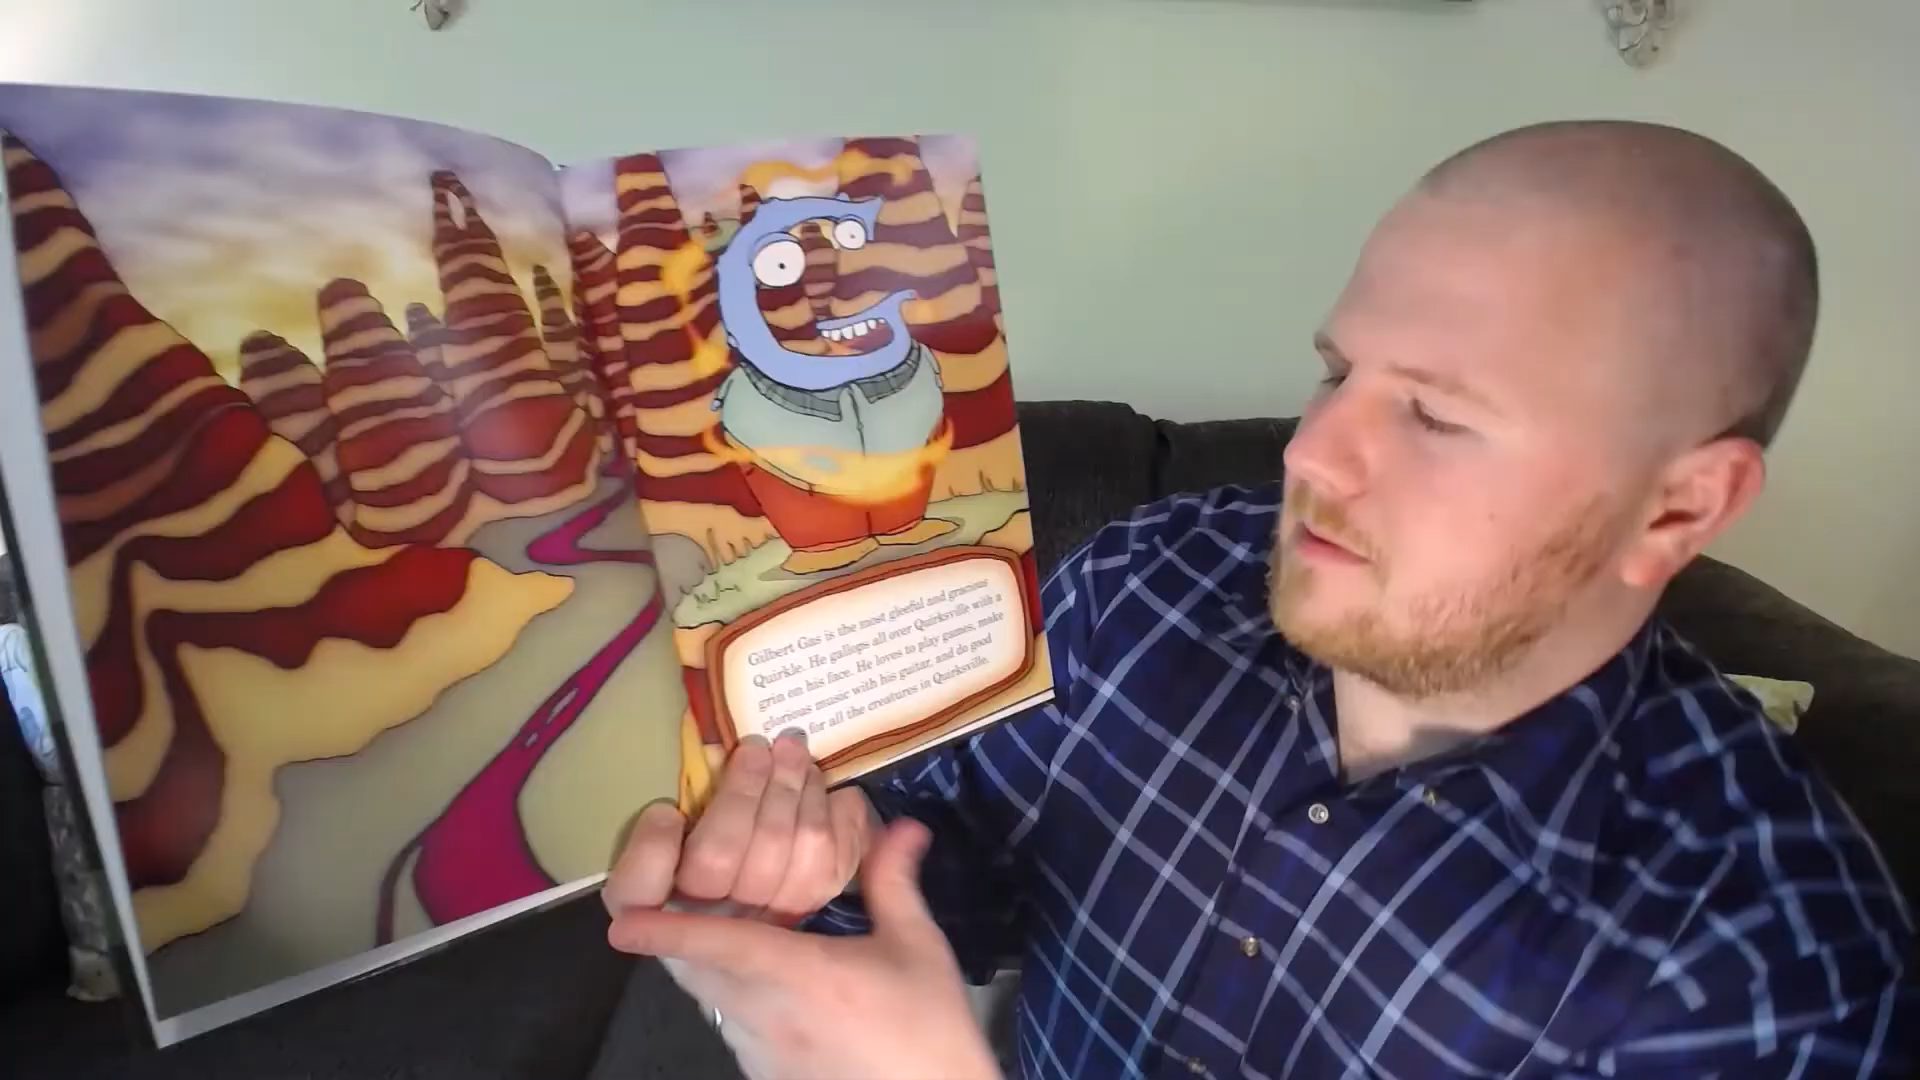 Gilbert Gas is the most gleeful and gracious
Quirkle. He gallops all over Quirksville with a
grin on his face. He loves to play games, make
glorious music with his guitar, and do good
for all the creatures in Quirksville.